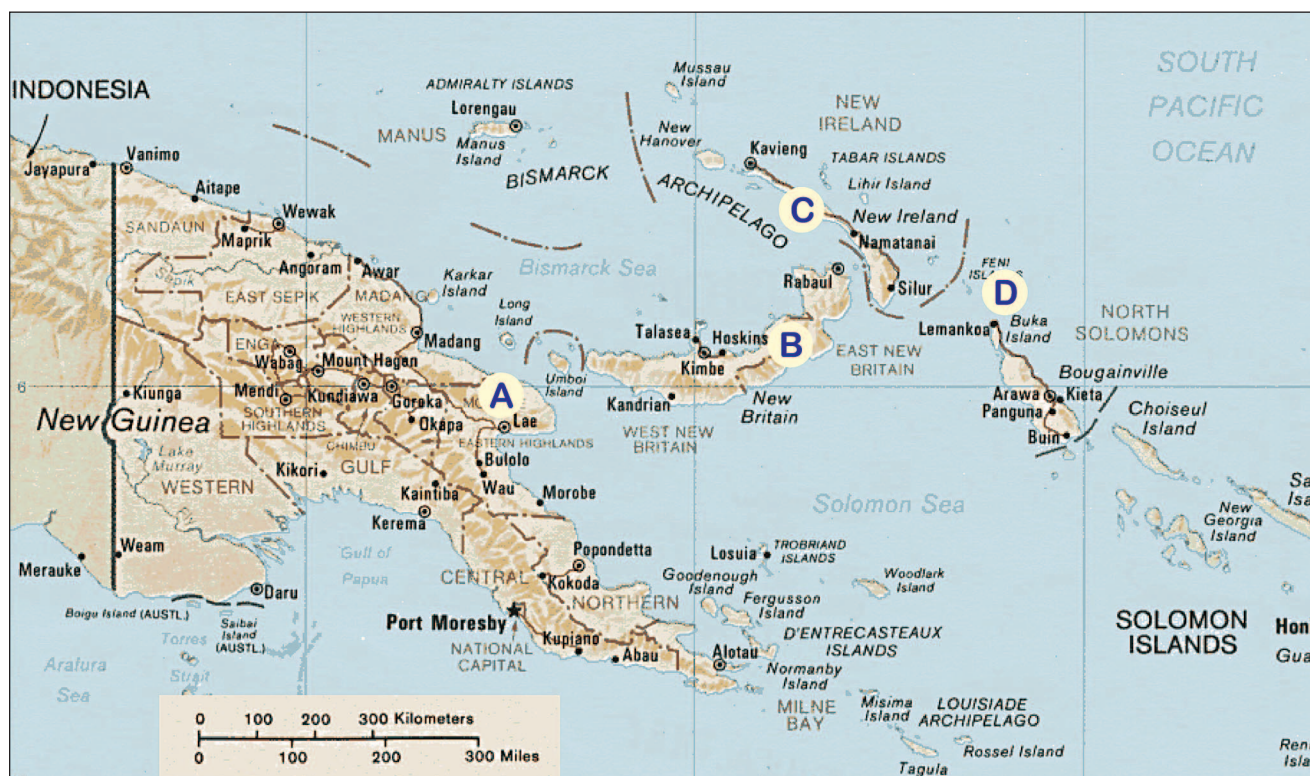 SOUTH
PACIFIC
OCEAN
INDONESIA
Jayapura
Vanimo
Aitape
Wewak
SANDAUN
Maprik
Angoram
Awar
Sepik
EAST SEPIK
MADANG
Karkar
Island
WESTERN
HIGHLANDS
Madang
Long
Island
ENGA
Wabag
Mount Hagen
Mendi
Kundiawa
Goroka
SOUTHERN
HIGHLANDS
Okapa
CHIMBU
EASTERN HIGHLANDS
A
Lae
6
Kiunga
New Guinea
Lake
Murray
WESTERN
Kikori
GULF
Kaintiba
Kerema
Bulolo
Wau
Morobe
Merauke
Weam
Daru
Boigu Island (AUSTL.)
Saibai
Island
(AUSTL.)
Torres
Strait
Arafura
Sea
Gulf of
Papua
CENTRAL
Popondetta
Kokoda
NORTHERN
Port Moresby
NATIONAL
CAPITAL
Kupiano
Abau
Alotau
MILNE
BAY
ADMIRALTY ISLANDS
Lorengau
MANUS
Manus
Island
BISMARCK
ARCHIPELAGO
Bismarck Sea
Mussau
Island
New
Hanover
Kavieng
NEW
IRELAND
TABAR ISLANDS
Lihir Island
C
New Ireland
Namatanai
Silur
Rabaul
Umboi
Island
Talasea
Hoskins
Kimbe
B
EAST NEW
BRITAIN
Kandrian
WEST NEW
BRITAIN
New
Britain
FENI
D
Lemankoa
Buka
Island
NORTH
SOLOMONS
Bougainville
Arawa
Kieta
Panguna
Buin
Choiseul
Island
Solomon Sea
New
Georgia
Island
Losuia
TROBRIAND
ISLANDS
Goodenough
Island
Fergusson
Island
Woodlark
Island
D'ENTRECASTEAUX
ISLANDS
Normanby
Island
Misima
Island
LOUISIADE
ARCHIPELAGO
Rossel Island
Tagula
SOLOMON
ISLANDS
Hon
Gua
0 100 200 300 Kilometers
0 100 200 300 Miles